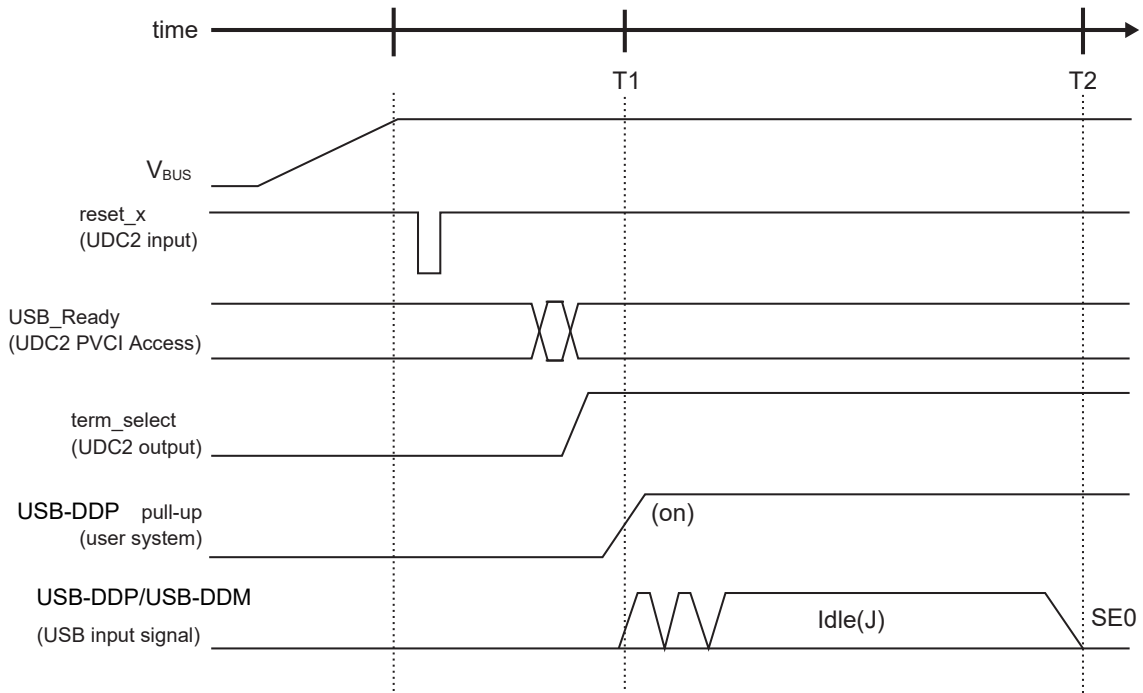 time
T1
T2
VBUS
reset_x
(UDC2 input)
USB_Ready
(UDC2 PVCI Access)
term_select
(UDC2 output)
USB-DDP pull-up
(user system)
(on)
USB-DDP/USB-DDM
(USB input signal)
Idle(J)
SE0